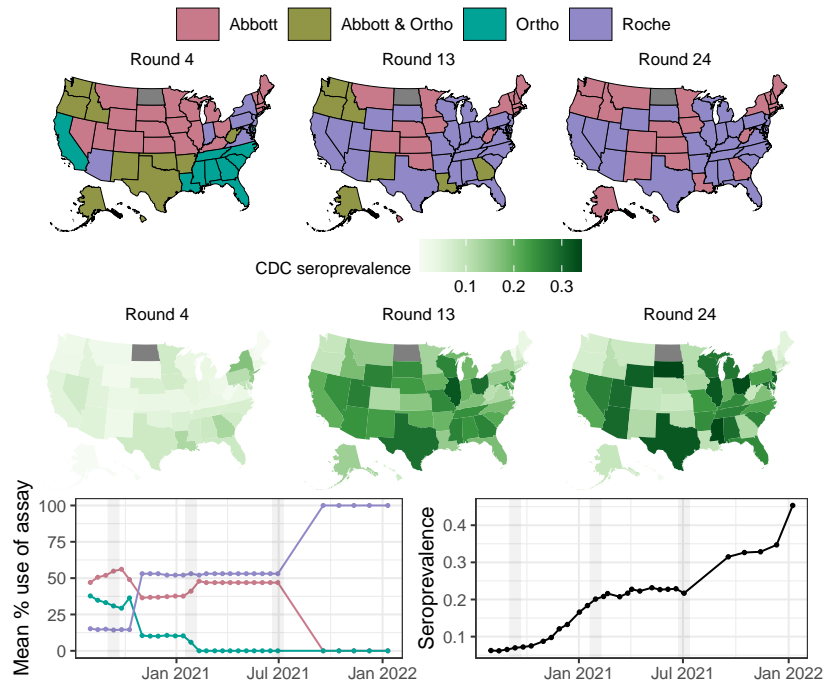 Abbott Abbott & Ortho Ortho Roche
Round 4 Round 13 Round 24
CDC seroprevalence
0.1 0.2 0.3
Round 4 Round 13 Round 24
Mean % use of assay
100
75
50
25
0
Jan 2021 Jul 2021 Jan 2022
Seroprevalence
0.4
0.3
0.2
0.1
Jan 2021 Jul 2021 Jan 2022